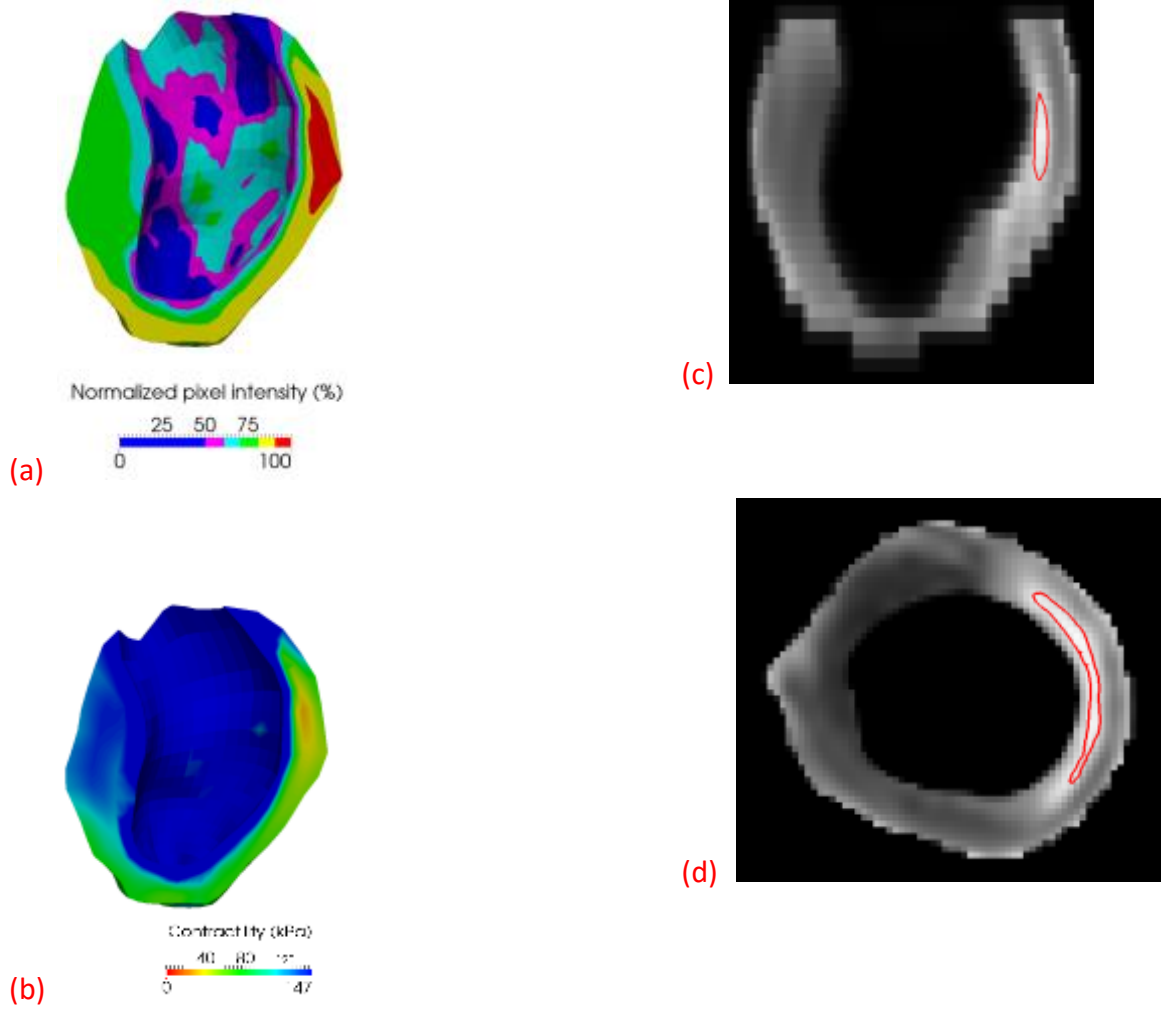 Normalized pixel intensity (%)
25 50 75
0 100
(a)
(c)
Contractility (kPa)
40 80
0 147
(b)
(d)